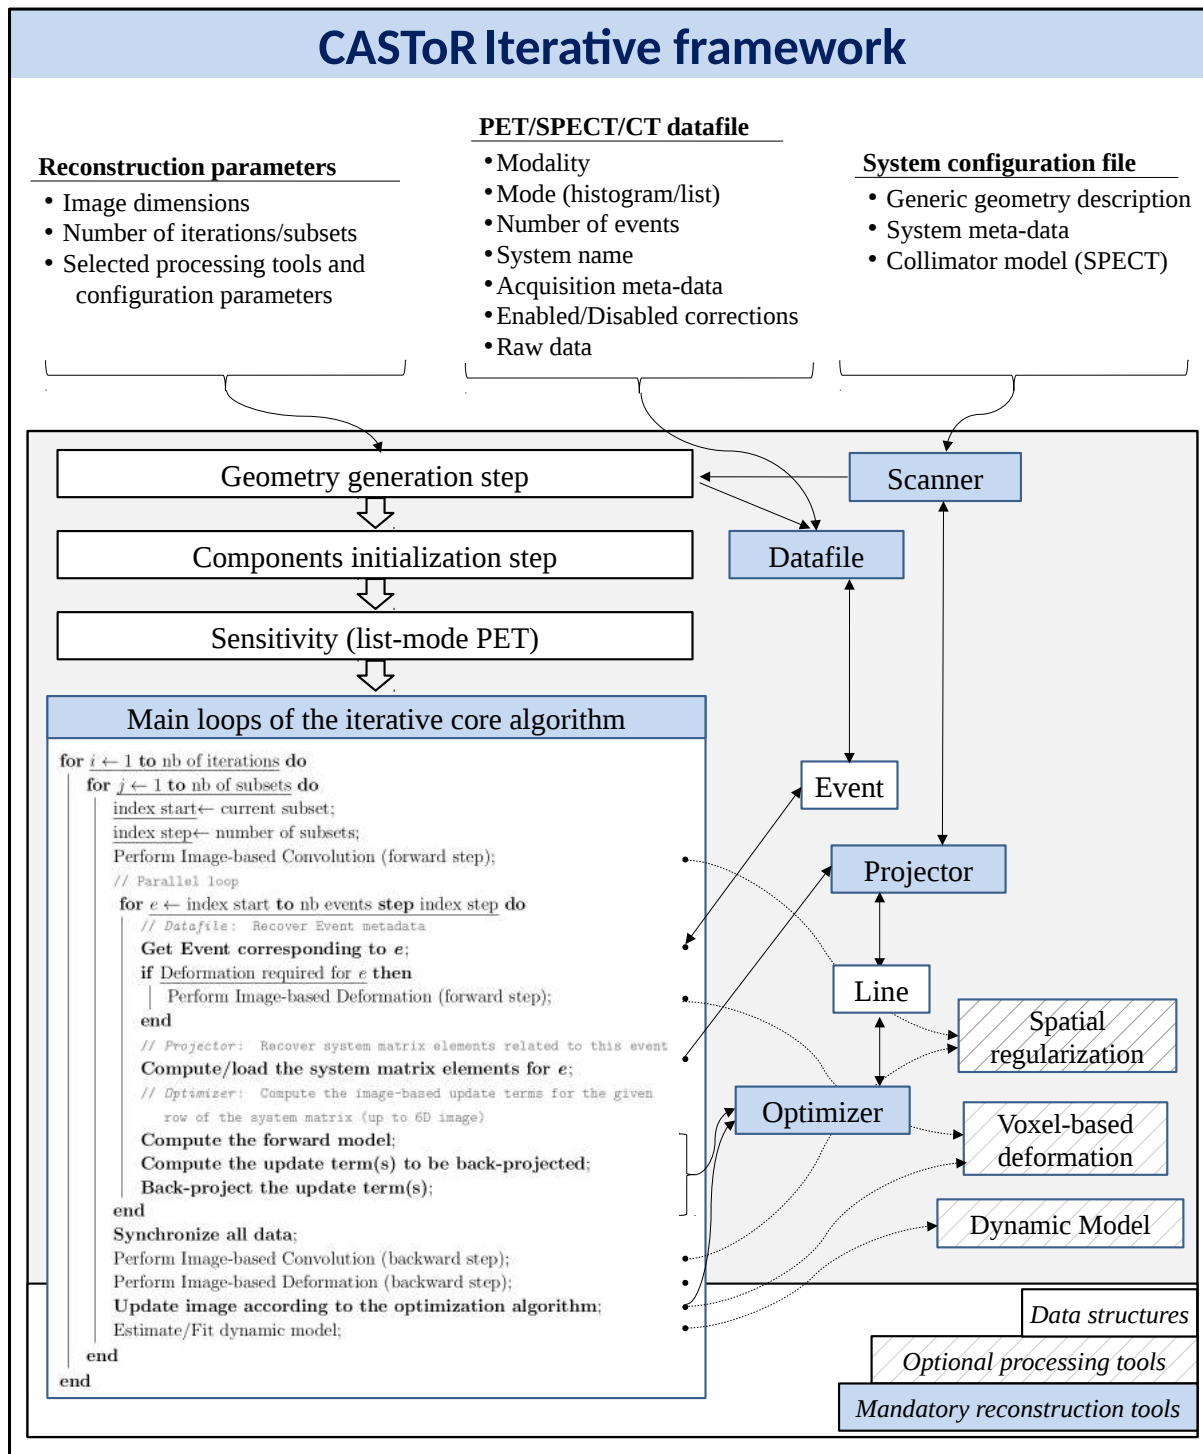 CASToR Iterative framework
Reconstruction parameters
• Image dimensions
• Number of iterations/subsets
• Selected processing tools and
configuration parameters
PET/SPECT/CT datafile
• Modality
• Mode (histogram/list)
• Number of events
• System name
• Acquisition meta-data
• Enabled/Disabled corrections
• Raw data
System configuration file
• Generic geometry description
• System meta-data
• Collimator model (SPECT)
Geometry generation step
Scanner
Components initialization step
Datafile
Sensitivity (list-mode PET)
Main loops of the iterative core algorithm
for i ← 1 to nb of iterations do
for j ← 1 to nb of subsets do
index start← current subset;
index step← number of subsets;
Perform Image-based Convolution (forward step);
// Parallel loop
for e ← index start to nb events step index step do
// Datafile: Recover Event metadata
Get Event corresponding to e;
if Deformation required for e then
Perform Image-based Deformation (forward step);
end
// Projector: Recover system matrix elements related to this event
Compute/load the system matrix elements for e;
// Optimizer: Compute the image-based update terms for the given
row of the system matrix (up to 6D image)
Compute the forward model;
Compute the update term(s) to be back-projected;
Back-project the update term(s);
end
Synchronize all data;
Perform Image-based Convolution (backward step);
Perform Image-based Deformation (backward step);
Update image according to the optimization algorithm;
Estimate/Fit dynamic model;
end
end
Event
Projector
Line
Spatial
regularization
Optimizer
Voxel-based
deformation
Dynamic Model
Data structures
Optional processing tools
Mandatory reconstruction tools